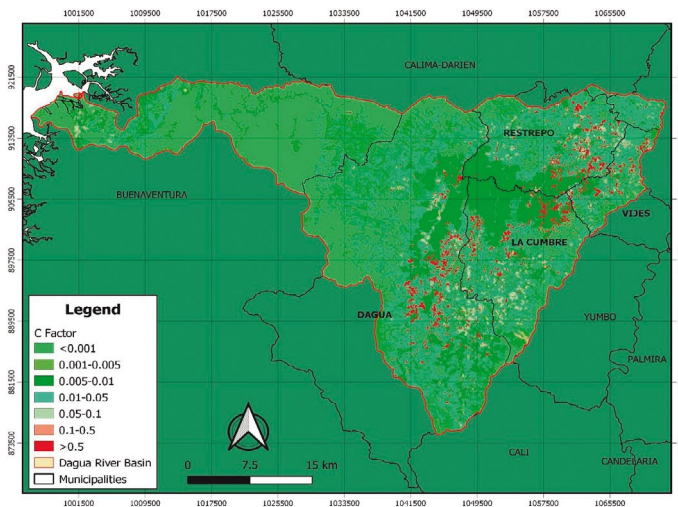 1001500 1009500 1017500 1025500 1033500 1041500 1049500 1057500 1065500
921500
CALIMA-DARIEN
913500
RESTREPO
905500
BUENAVENTURA
VIJES
LA CUMBRE
897500
Legend
C Factor
<0.001
0.001-0.005
0.005-0.01
0.01-0.05
0.05-0.1
0.1-0.5
>0.5
Dagua River Basin
Municipalities
DAGUA
889500
YUMBO
PALMIRA
881500
873500
0 7.5 15 km
CALI
CANDELARIA
1001500 1009500 1017500 1025500 1033500 1041500 1049500 1057500 1065500